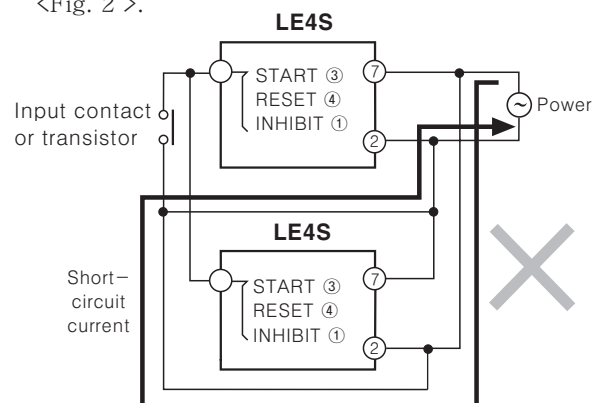 <Fig. 2 >.
LE4S
START ③
RESET ④
INHIBIT ①
⑦
②
Input contact
or transistor
~
Power
LE4S
START ③
RESET ④
INHIBIT ①
⑦
②
Short-
circuit
current